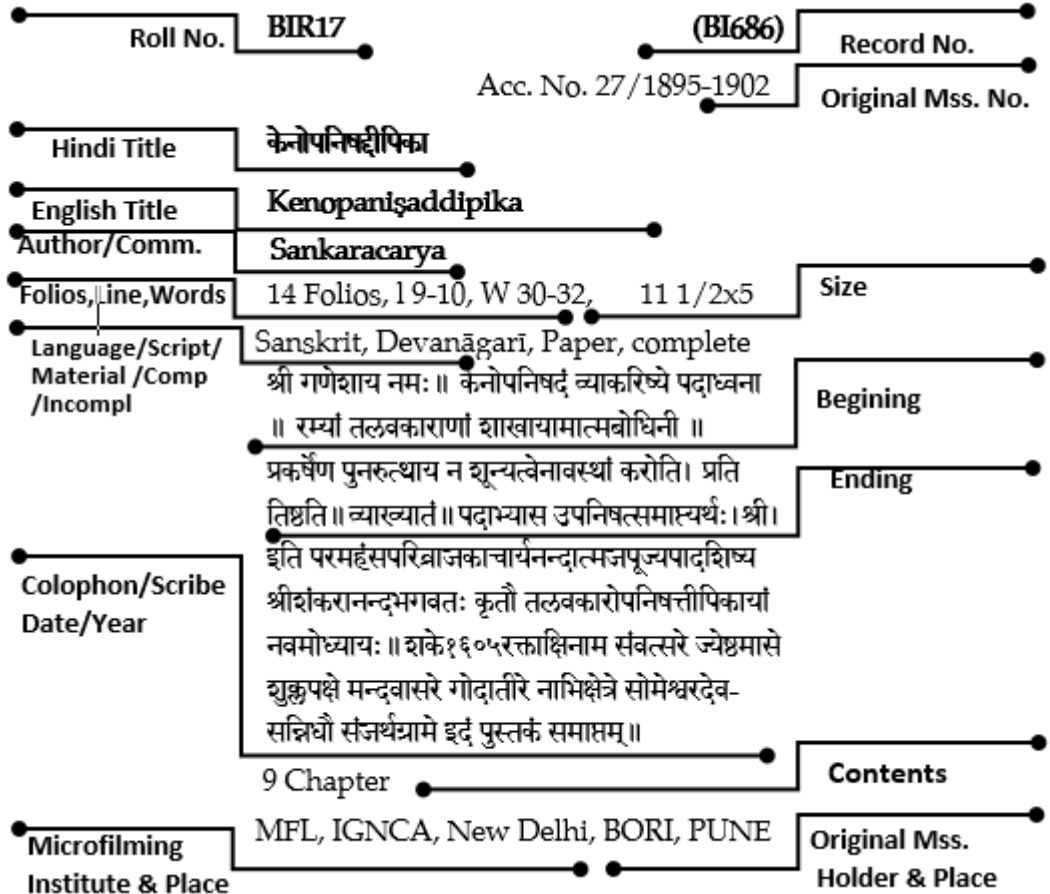 Roll No. BIR17 (BI686) Record No.
Acc. No. 27/1895-1902 Original Mss. No.
Hindi Title केनोपनिषद्दीपिका
English Title Kenopaniṣaddipika
Author/Comm. Sankaracarya
Folios,Line,Words 14 Folios, l 9-10, W 30-32, 11 1/2x5 Size
Language/Script/ Sanskrit, Devanāgarī, Paper, complete
Material /Comp श्री गणेशाय नमः॥ केनोपनिषदं व्याकरिष्ये पदाध्वना
/Incompl ॥ रम्यां तलवकाराणां शाखायामात्मबोधिनी ॥ Begining
प्रकर्षेण पुनरुत्थाय न शून्यत्वेनावस्थां करोति। प्रति Ending
तिष्ठति॥ व्याख्यातं॥ पदाभ्यास उपनिषत्समाप्त्यर्थः। श्री।
इति परमहंसपरिव्राजकाचार्यनन्दात्मजपूज्यपादशिष्य
Colophon/Scribe श्रीशंकरानन्दभगवतः कृतौ तलवकारोपनिषत्तीपिकायां
Date/Year नवमोध्यायः॥ शके१६०५रक्ताक्षिनाम संवत्सरे ज्येष्ठमासे
शुक्लपक्षे मन्दवासरे गोदातीरे नाभिक्षेत्रे सोमेश्वरदेव-
सन्निधौ संजर्थग्रामे इदं पुस्तकं समाप्तम्॥
9 Chapter Contents
Microfilming MFL, IGNCA, New Delhi, BORI, PUNE Original Mss.
Institute & Place Holder & Place